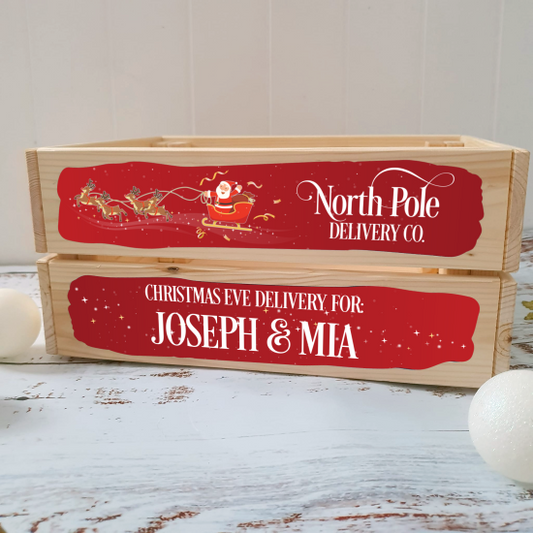 North Pole
DELIVERY CO.
CHRISTMAS EVE DELIVERY FOR:
JOSEPH & MIA